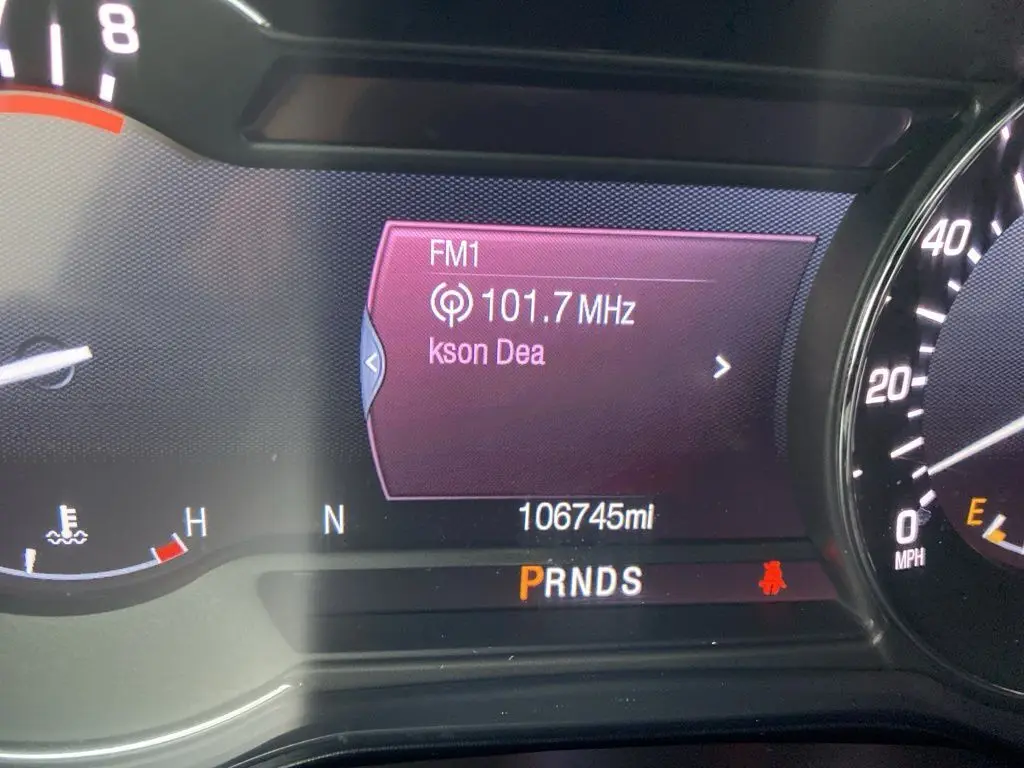 8
FM1
101.7 MHz
kson Dea
40
20
0
MPH
E
H
N
106745mi
PRNDS